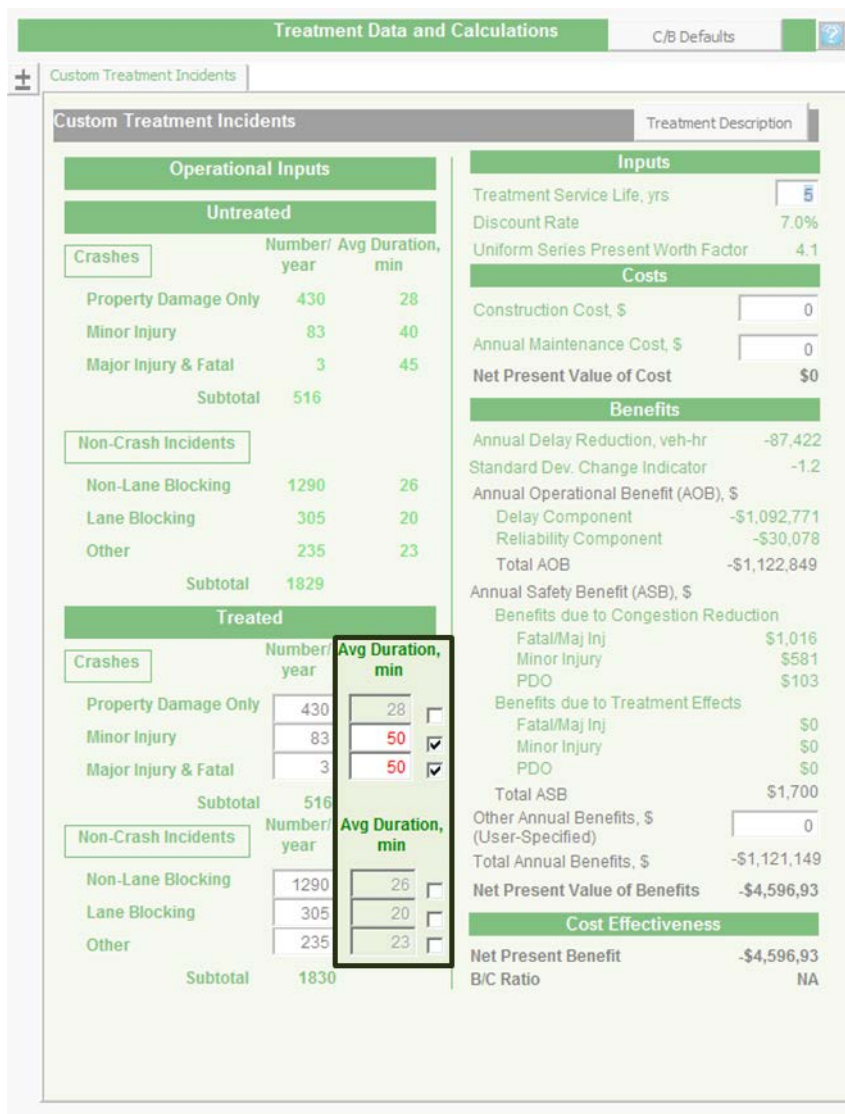 Treatment Data and Calculations
C/B Defaults
?
±
Custom Treatment Incidents
Custom Treatment Incidents
Treatment Description
Operational Inputs
Untreated
Crashes
Number/ Avg Duration,
year min
Property Damage Only 430 28
Minor Injury 83 40
Major Injury & Fatal 3 45
Subtotal 516
Non-Crash Incidents
Non-Lane Blocking 1290 26
Lane Blocking 305 20
Other 235 23
Subtotal 1829
Treated
Crashes
Number/ Avg Duration,
year min
Property Damage Only 430 28
Minor Injury 83 50
Major Injury & Fatal 3 50
Subtotal 516
Non-Crash Incidents
Number/ Avg Duration,
year min
Non-Lane Blocking 1290 26
Lane Blocking 305 20
Other 235 23
Subtotal 1830
Inputs
Treatment Service Life, yrs 5
Discount Rate 7.0%
Uniform Series Present Worth Factor 4.1
Costs
Construction Cost, $ 0
Annual Maintenance Cost, $ 0
Net Present Value of Cost $0
Benefits
Annual Delay Reduction, veh-hr -87,422
Standard Dev. Change Indicator -1.2
Annual Operational Benefit (AOB), $
Delay Component -$1,092,771
Reliability Component -$30,078
Total AOB -$1,122,849
Annual Safety Benefit (ASB), $
Benefits due to Congestion Reduction
Fatal/Maj Inj $1,016
Minor Injury $581
PDO $103
Benefits due to Treatment Effects
Fatal/Maj Inj $0
Minor Injury $0
PDO $0
Total ASB $1,700
Other Annual Benefits, $ 0
(User-Specified)
Total Annual Benefits, $ -$1,121,149
Net Present Value of Benefits -$4,596,93
Cost Effectiveness
Net Present Benefit -$4,596,93
B/C Ratio NA